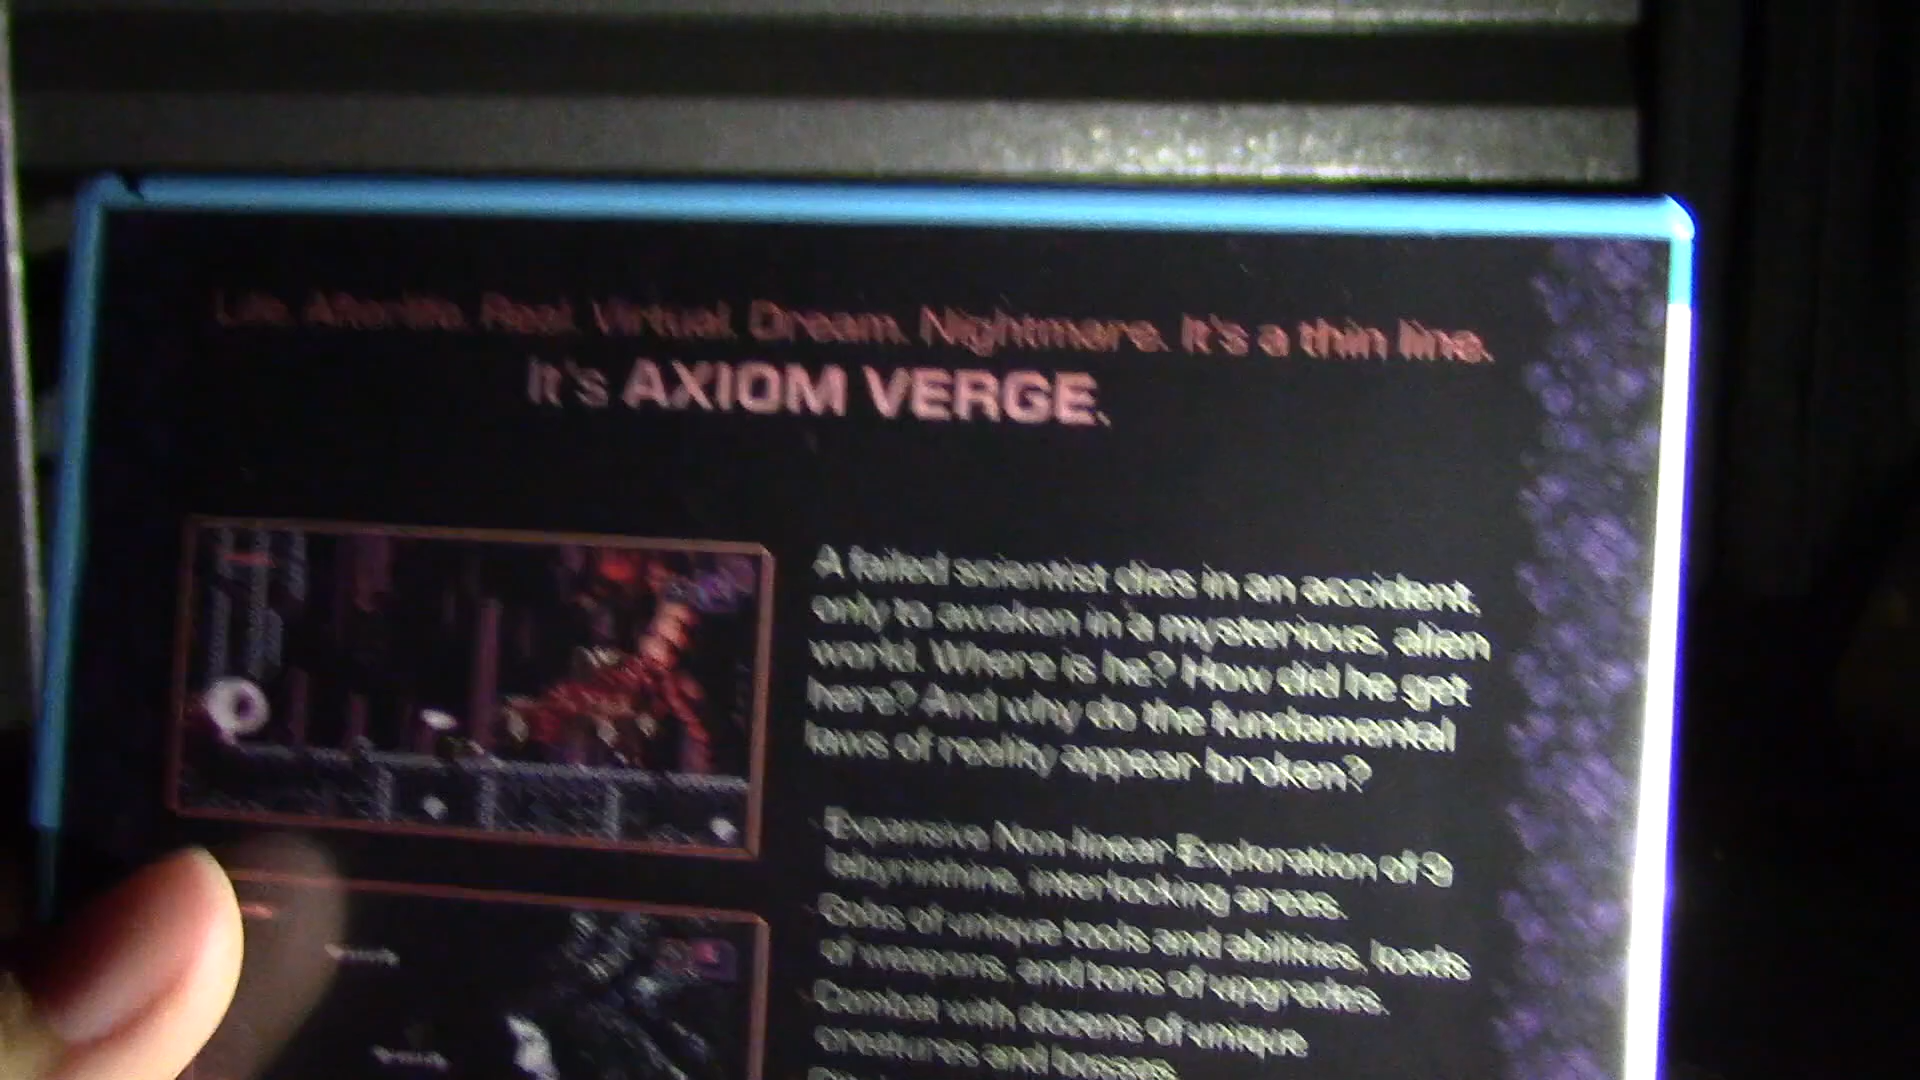 Life. Afterlife. Real. Virtual. Dream. Nightmare. It's a thin line.
It's AXIOM VERGE.
A failed scientist dies in an accident,
only to awaken in a mysterious, alien
world. Where is he? How did he get
here? And why do the fundamental
laws of reality appear broken?
Expansive Non-linear Exploration of 9
labyrinthine, interlocking areas.
Gobs of unique tools and abilities, loads
of weapons, and tons of upgrades.
Combat with dozens of unique
creatures and bosses.